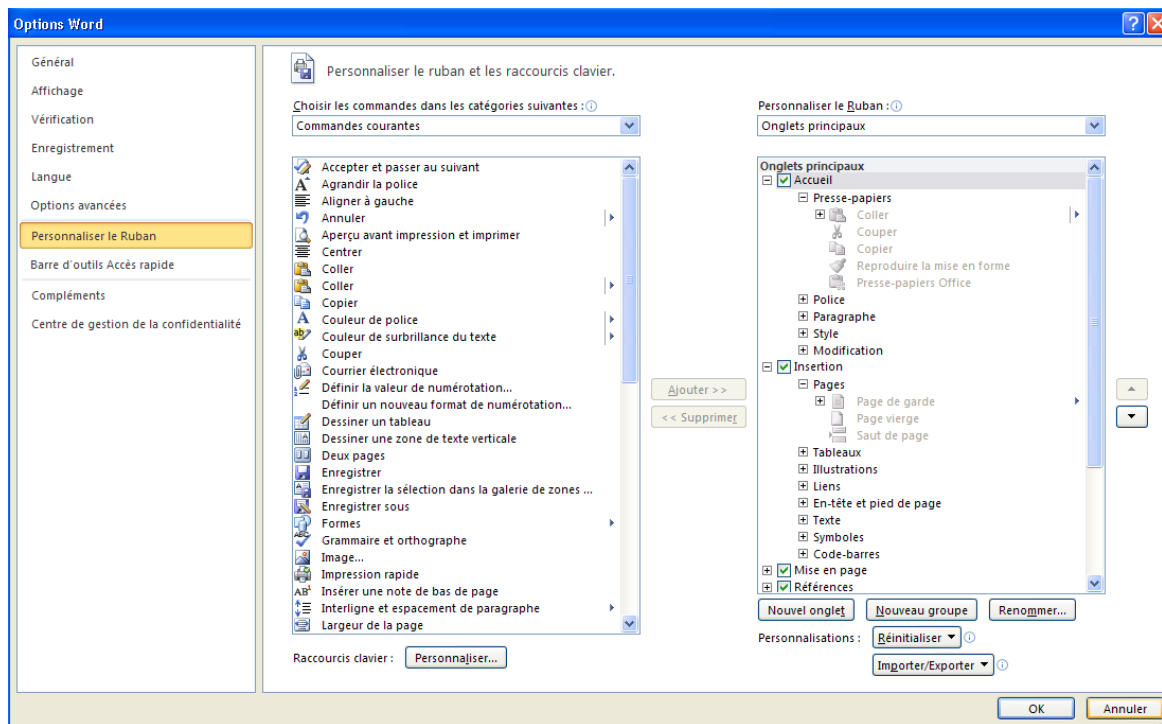 Options Word
Général
Affichage
Vérification
Enregistrement
Langue
Options avancées
Personnaliser le Ruban
Barre d'outils Accès rapide
Compléments
Centre de gestion de la confidentialité
Personnaliser le ruban et les raccourcis clavier.
Choisir les commandes dans les catégories suivantes :
Commandes courantes
Accepter et passer au suivant
Agrandir la police
Aligner à gauche
Annuler
Aperçu avant impression et imprimer
Centrer
Coller
Coller
Copier
Couleur de police
Couleur de surbrillance du texte
Couper
Courrier électronique
Définir la valeur de numérotation...
Définir un nouveau format de numérotation...
Dessiner un tableau
Dessiner une zone de texte verticale
Deux pages
Enregistrer
Enregistrer la sélection dans la galerie de zones ...
Enregistrer sous
Formes
Grammaire et orthographe
Image...
Impression rapide
Insérer une note de bas de page
Interligne et espacement de paragraphe
Largeur de la page
Raccourcis clavier :
Personnaliser...
Ajouter >>
<< Supprimer
Personnaliser le Ruban :
Onglets principaux
Onglets principaux
Accueil
Presse-papiers
Coller
Couper
Copier
Reproduire la mise en forme
Presse-papiers Office
Police
Paragraphe
Style
Modification
Insertion
Pages
Page de garde
Page vierge
Saut de page
Tableaux
Illustrations
Liens
En-tête et pied de page
Texte
Symboles
Code-barres
Mise en page
Références
Nouvel onglet
Nouveau groupe
Renommer...
Personnalisations :
Réinitialiser
Importer/Exporter
OK
Annuler